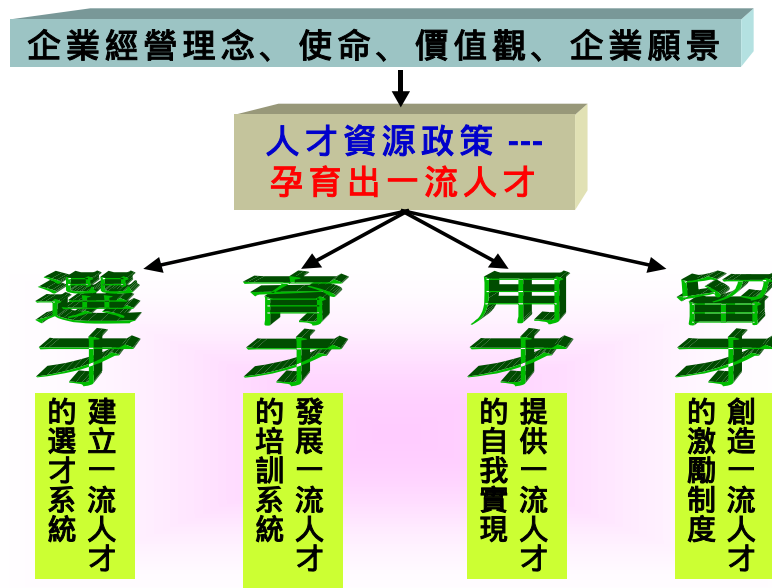 企業經營理念、使命、價值觀、企業願景
人才資源政策 ---
孕育出一流人才
選才
育才
用才
留才
建立一流人才
的選才系統
發展一流人才
的培訓系統
提供一流人才
的自我實現
創造一流人才
的激勵制度